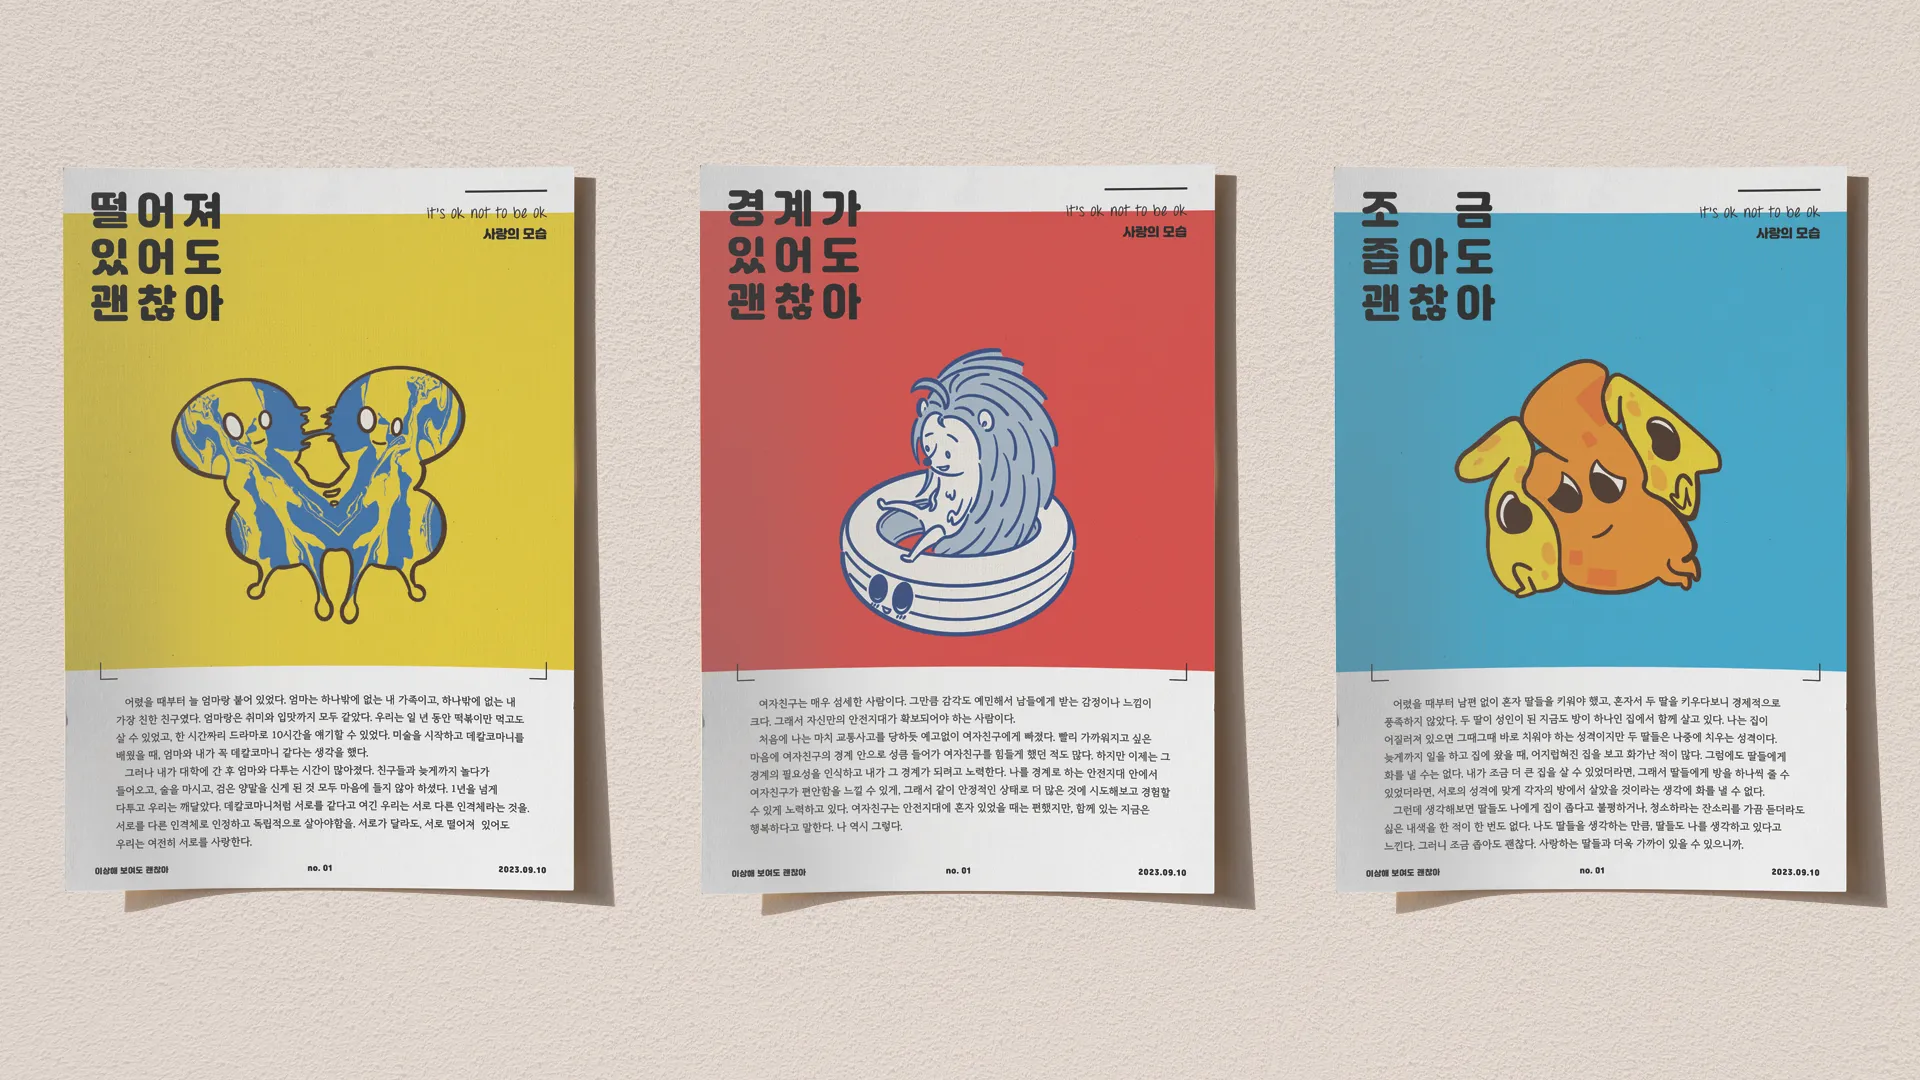 떨어져
있어도
괜찮아
It's ok not to be ok
사랑의 모습
어렸을 때부터 늘 엄마랑 붙어 있었다. 엄마는 하나밖에 없는 내 가족이고, 하나밖에 없는 내
가장 친한 친구였다. 엄마랑은 취미와 입맛까지 모두 같았다. 우리는 일 년 동안 떡볶이만 먹고도
살 수 있었고, 한 시간짜리 드라마로 10시간을 얘기할 수 있었다. 미술을 시작하고 데칼코마니를
배웠을 때, 엄마와 내가 꼭 데칼코마니 같다는 생각을 했다.
그러나 내가 대학에 간 후 엄마와 다투는 시간이 많아졌다. 친구들과 늦게까지 놀다가
들어오고, 술을 마시고, 검은 양말을 신게 된 것 모두 마음에 들지 않아 하셨다. 1년을 넘게
다투고 우리는 깨달았다. 데칼코마니처럼 서로를 같다고 여긴 우리는 서로 다른 인격체라는 것을.
서로를 다른 인격체로 인정하고 독립적으로 살아야함을. 서로가 달라도, 서로 떨어져 있어도
우리는 여전히 서로를 사랑한다.
이상해 보여도 괜찮아
no. 01
2023.09.10
경계가
있어도
괜찮아
It's ok not to be ok
사랑의 모습
여자친구는 매우 섬세한 사람이다. 그만큼 감각도 예민해서 남들에게 받는 감정이나 느낌이
크다. 그래서 자신만의 안전지대가 확보되어야 하는 사람이다.
처음에 나는 마치 교통사고를 당하듯 예고없이 여자친구에게 빠졌다. 빨리 가까워지고 싶은
마음에 여자친구의 경계 안으로 성큼 들어가 여자친구를 힘들게 했던 적도 많다. 하지만 이제는 그
경계의 필요성을 인식하고 내가 그 경계가 되려고 노력한다. 나를 경계로 하는 안전지대 안에서
여자친구가 편안함을 느낄 수 있게, 그래서 같이 안정적인 상태로 더 많은 것에 시도해보고 경험할
수 있게 노력하고 있다. 여자친구는 안전지대에 혼자 있었을 때는 편했지만, 함께 있는 지금은
행복하다고 말한다. 나 역시 그렇다.
이상해 보여도 괜찮아
no. 01
2023.09.10
조 금
좁아도
괜찮아
It's ok not to be ok
사랑의 모습
어렸을 때부터 남편 없이 혼자 딸들을 키워야 했고, 혼자서 두 딸을 키우다보니 경제적으로
풍족하지 않았다. 두 딸이 성인이 된 지금도 방이 하나인 집에서 함께 살고 있다. 나는 집이
어질러져 있으면 그때그때 바로 치워야 하는 성격이지만 두 딸들은 나중에 치우는 성격이다.
늦게까지 일을 하고 집에 왔을 때, 어지럽혀진 집을 보고 화가난 적이 많다. 그럼에도 딸들에게
화를 낼 수는 없다. 내가 조금 더 큰 집을 살 수 있었더라면, 그래서 딸들에게 방을 하나씩 줄 수
있었더라면, 서로의 성격에 맞게 각자의 방에서 살았을 것이라는 생각에 화를 낼 수 없다.
그런데 생각해보면 딸들도 나에게 집이 좁다고 불평하거나, 청소하라는 잔소리를 가끔 듣더라도
싫은 내색을 한 적이 한 번도 없다. 나도 딸들을 생각하는 만큼, 딸들도 나를 생각하고 있다고
느낀다. 그러니 조금 좁아도 괜찮다. 사랑하는 딸들과 더욱 가까이 있을 수 있으니까.
이상해 보여도 괜찮아
no. 01
2023.09.10